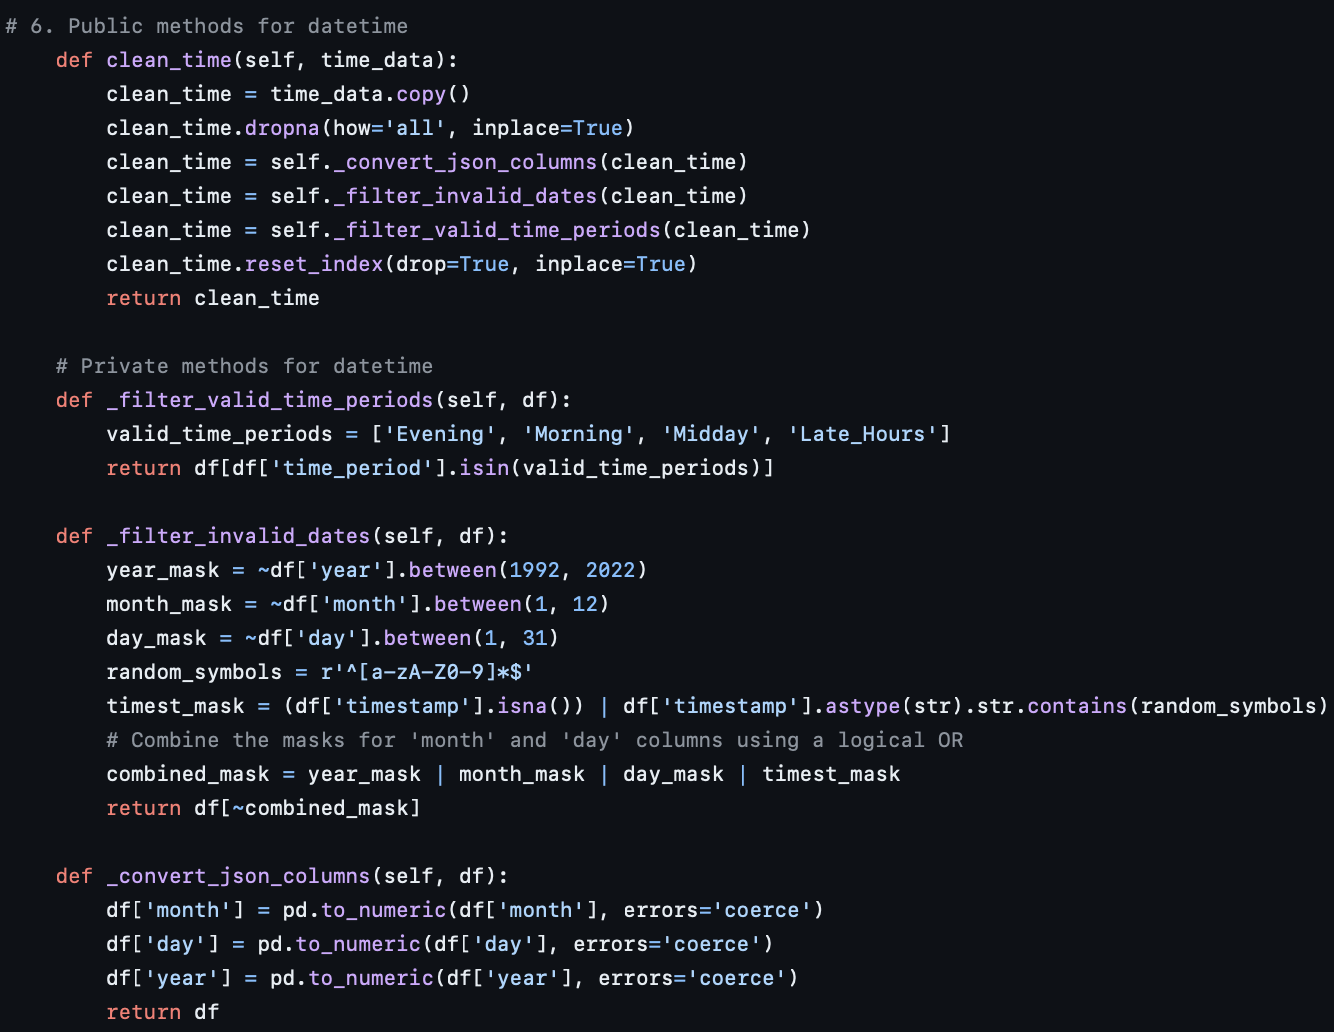 # 6. Public methods for datetime
    def clean_time(self, time_data):
        clean_time = time_data.copy()
        clean_time.dropna(how='all', inplace=True)
        clean_time = self._convert_json_columns(clean_time)
        clean_time = self._filter_invalid_dates(clean_time)
        clean_time = self._filter_valid_time_periods(clean_time)
        clean_time.reset_index(drop=True, inplace=True)
        return clean_time

    # Private methods for datetime
    def _filter_valid_time_periods(self, df):
        valid_time_periods = ['Evening', 'Morning', 'Midday', 'Late_Hours']
        return df[df['time_period'].isin(valid_time_periods)]

    def _filter_invalid_dates(self, df):
        year_mask = ~df['year'].between(1992, 2022)
        month_mask = ~df['month'].between(1, 12)
        day_mask = ~df['day'].between(1, 31)
        random_symbols = r'^[a-zA-Z0-9]*$'
        timest_mask = (df['timestamp'].isna()) | df['timestamp'].astype(str).str.contains(random_symbols)
        # Combine the masks for 'month' and 'day' columns using a logical OR
        combined_mask = year_mask | month_mask | day_mask | timest_mask
        return df[~combined_mask]

    def _convert_json_columns(self, df):
        df['month'] = pd.to_numeric(df['month'], errors='coerce')
        df['day'] = pd.to_numeric(df['day'], errors='coerce')
        df['year'] = pd.to_numeric(df['year'], errors='coerce')
        return df